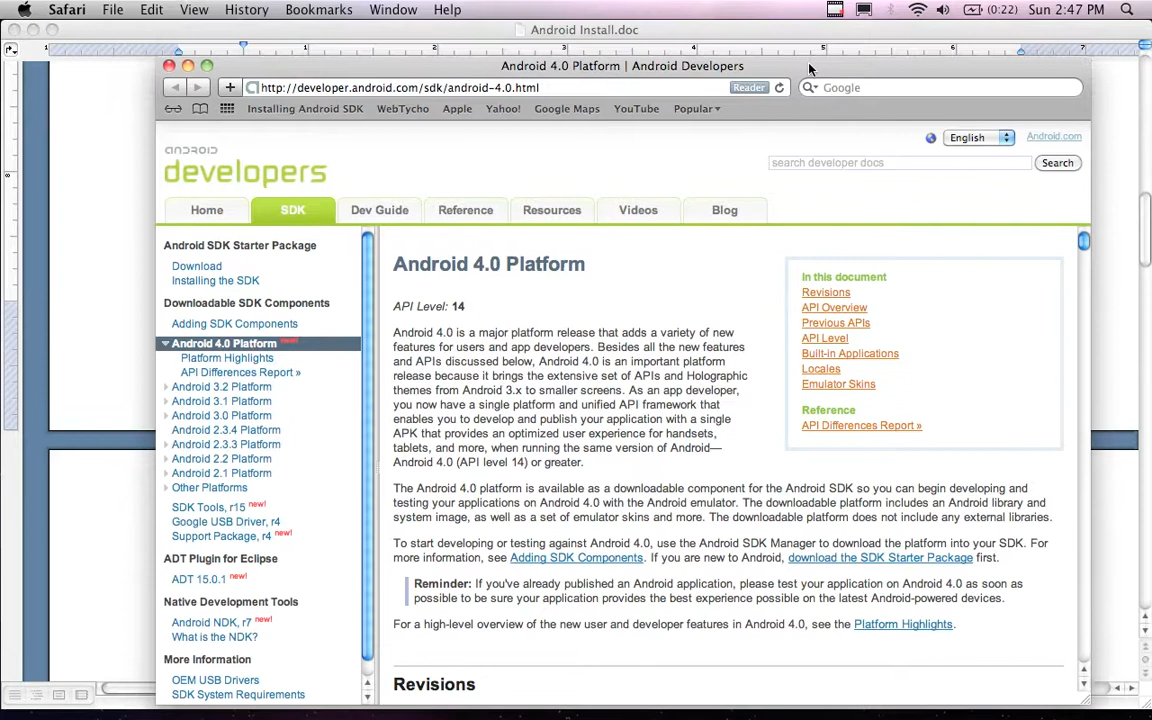 Safari File Edit View History Bookmarks Window Help (0:22) Sun 2:47 PM
Android Install.doc
1 1 2 3 4 5 6 7
Android 4.0 Platform | Android Developers
http://developer.android.com/sdk/android-4.0.html Reader Google
Installing Android SDK WebTycho Apple Yahoo! Google Maps YouTube Popular
English Android.com
ANDROID
developers
search developer docs Search
Home SDK Dev Guide Reference Resources Videos Blog
Android SDK Starter Package
Download
Installing the SDK
Downloadable SDK Components
Adding SDK Components
Android 4.0 Platform new!
Platform Highlights
API Differences Report »
Android 3.2 Platform
Android 3.1 Platform
Android 3.0 Platform
Android 2.3.4 Platform
Android 2.3.3 Platform
Android 2.2 Platform
Android 2.1 Platform
Other Platforms
SDK Tools, r15 new!
Google USB Driver, r4
Support Package, r4 new!
ADT Plugin for Eclipse
ADT 15.0.1 new!
Native Development Tools
Android NDK, r7 new!
What is the NDK?
More Information
OEM USB Drivers
SDK System Requirements
Android 4.0 Platform
API Level: 14
Android 4.0 is a major platform release that adds a variety of new
features for users and app developers. Besides all the new features
and APIs discussed below, Android 4.0 is an important platform
release because it brings the extensive set of APIs and Holographic
themes from Android 3.x to smaller screens. As an app developer,
you now have a single platform and unified API framework that
enables you to develop and publish your application with a single
APK that provides an optimized user experience for handsets,
tablets, and more, when running the same version of Android—
Android 4.0 (API level 14) or greater.
In this document
Revisions
API Overview
Previous APIs
API Level
Built-in Applications
Locales
Emulator Skins
Reference
API Differences Report »
The Android 4.0 platform is available as a downloadable component for the Android SDK so you can begin developing and
testing your applications on Android 4.0 with the Android emulator. The downloadable platform includes an Android library and
system image, as well as a set of emulator skins and more. The downloadable platform does not include any external libraries.
To start developing or testing against Android 4.0, use the Android SDK Manager to download the platform into your SDK. For
more information, see Adding SDK Components. If you are new to Android, download the SDK Starter Package first.
Reminder: If you've already published an Android application, please test your application on Android 4.0 as soon as
possible to be sure your application provides the best experience possible on the latest Android-powered devices.
For a high-level overview of the new user and developer features in Android 4.0, see the Platform Highlights.
Revisions